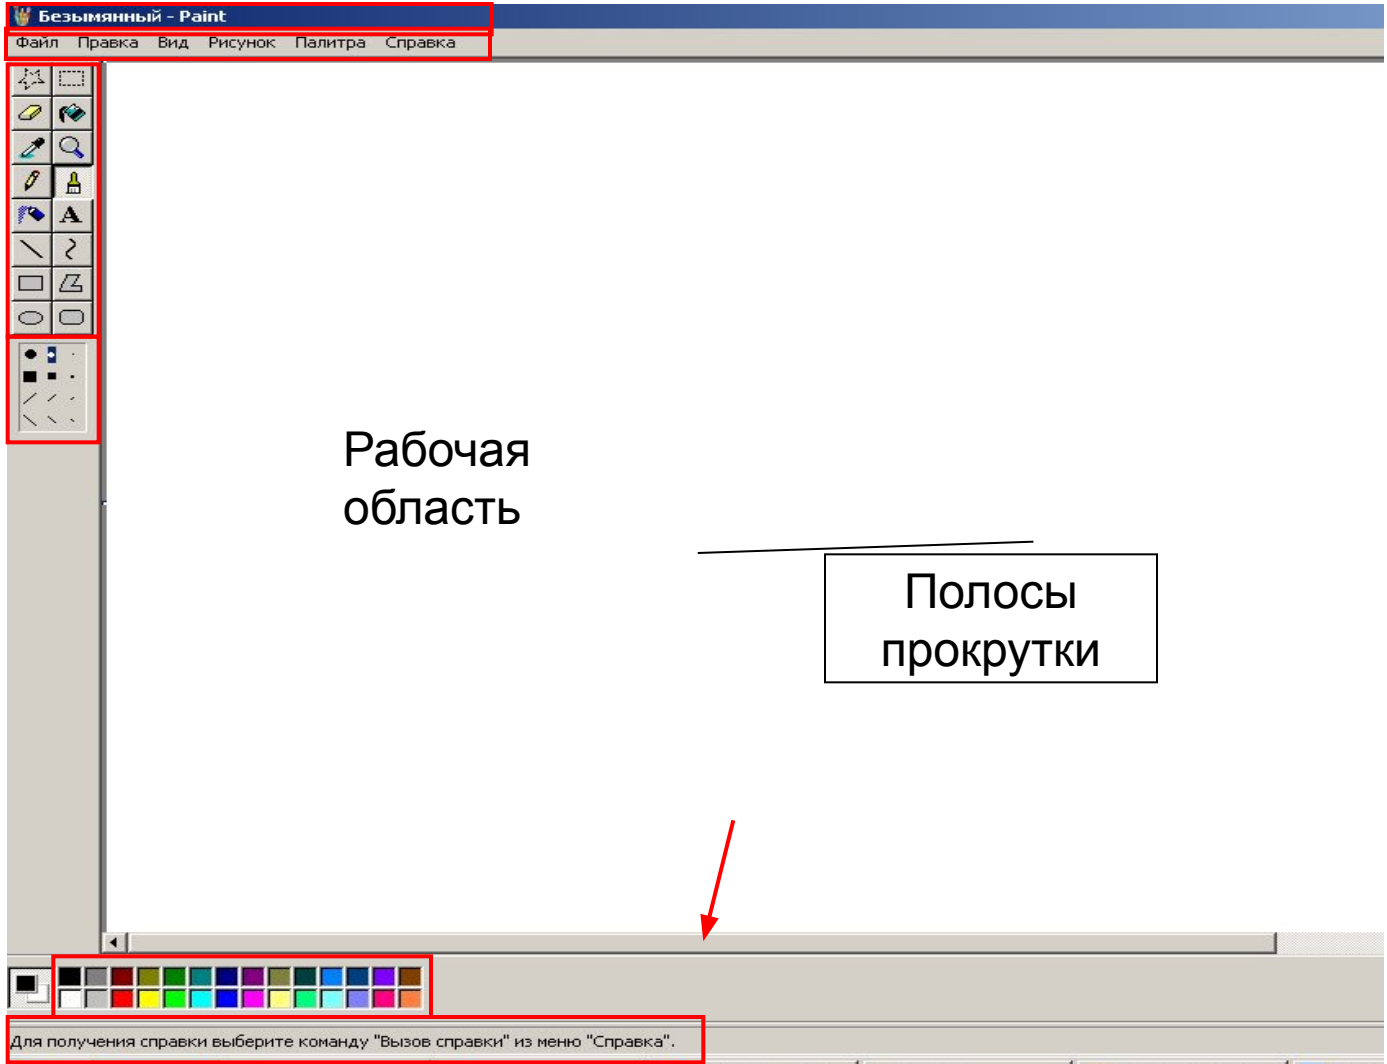 Безымянный - Paint
Файл Правка Вид Рисунок Палитра Справка
A
Рабочая
область
Полосы
прокрутки
Для получения справки выберите команду "Вызов справки" из меню "Справка".